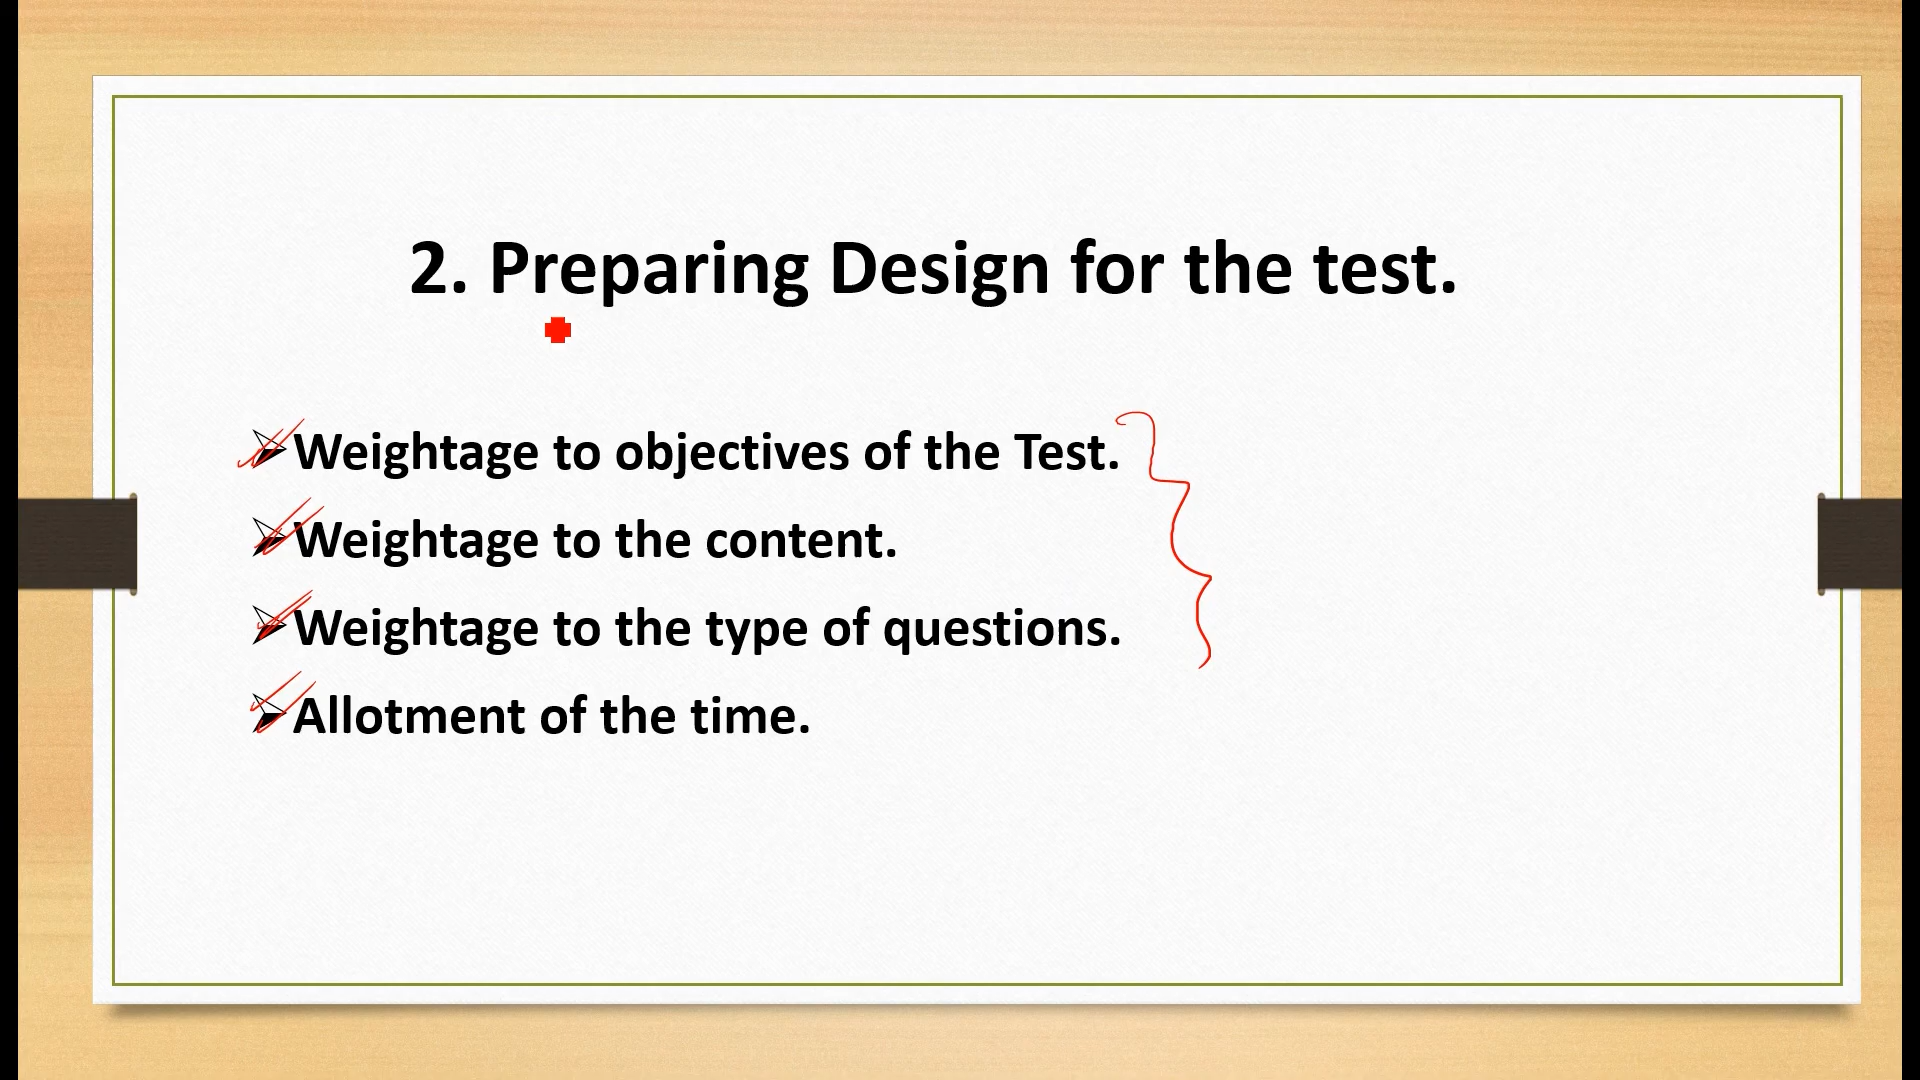 2. Preparing Design for the test.
Weightage to objectives of the Test.
Weightage to the content.
Weightage to the type of questions.
Allotment of the time.